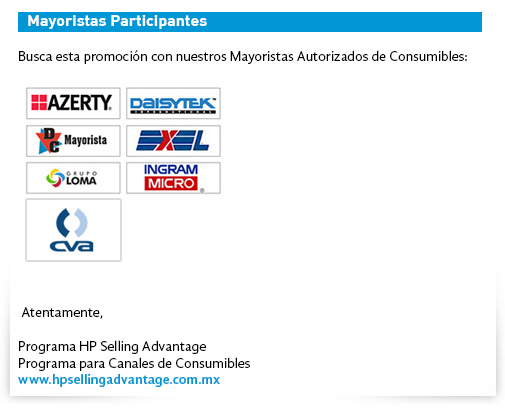 Mayoristas Participantes
Busca esta promoción con nuestros Mayoristas Autorizados de Consumibles:
AZERTY
DAISYTEK
INTERNATIONAL
DC Mayorista
EXEL
GRUPO
LOMA
INGRAM
MICRO®
cva
Atentamente,
Programa HP Selling Advantage
Programa para Canales de Consumibles
www.hpsellingadvantage.com.mx